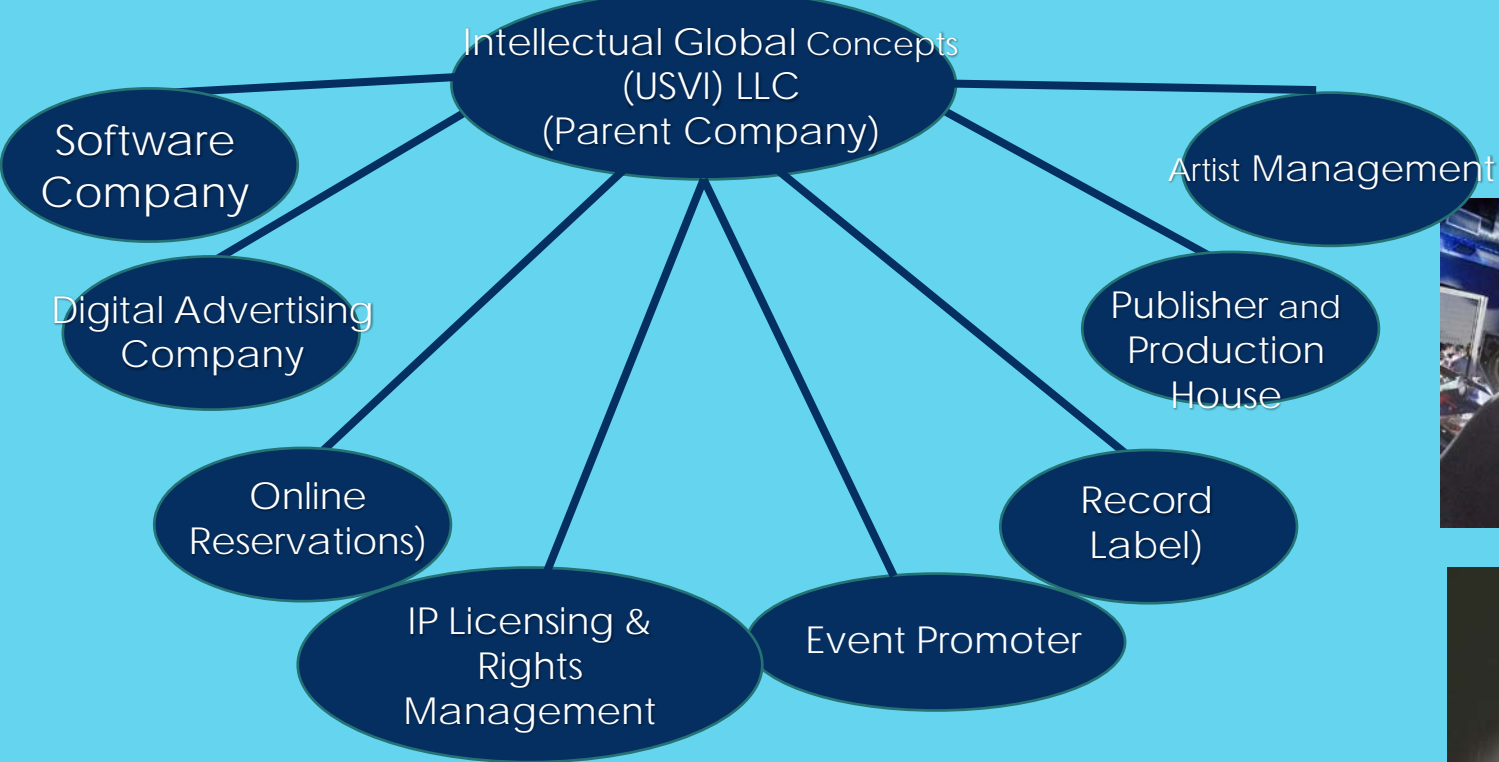 Intellectual Global Concepts
(USVI) LLC
(Parent Company)
Software
Company
Artist Management
Digital Advertising
Company
Publisher and
Production
House
Online
Reservations)
Record
Label)
IP Licensing &
Rights
Management
Event Promoter